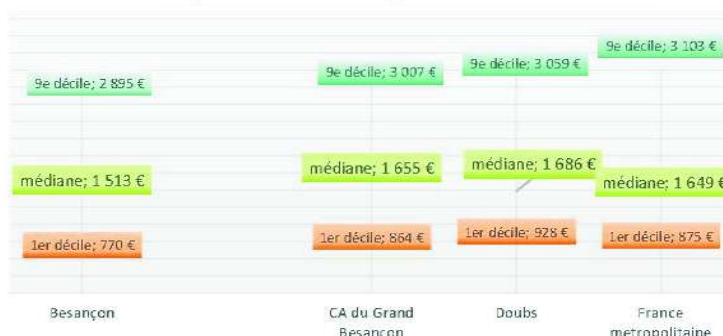 9e décile; 3 103 €
9e décile; 3 059 €
9e décile; 3 007 €
9e décile; 2 895 €
médiane; 1 513 €
médiane; 1 655 €
médiane; 1 686 €
médiane; 1 649 €
1er décile; 770 €
1er décile; 864 €
1er décile; 928 €
1er décile; 875 €
Besançon
CA du Grand
Besançon
Doubs
France
metropolitaine